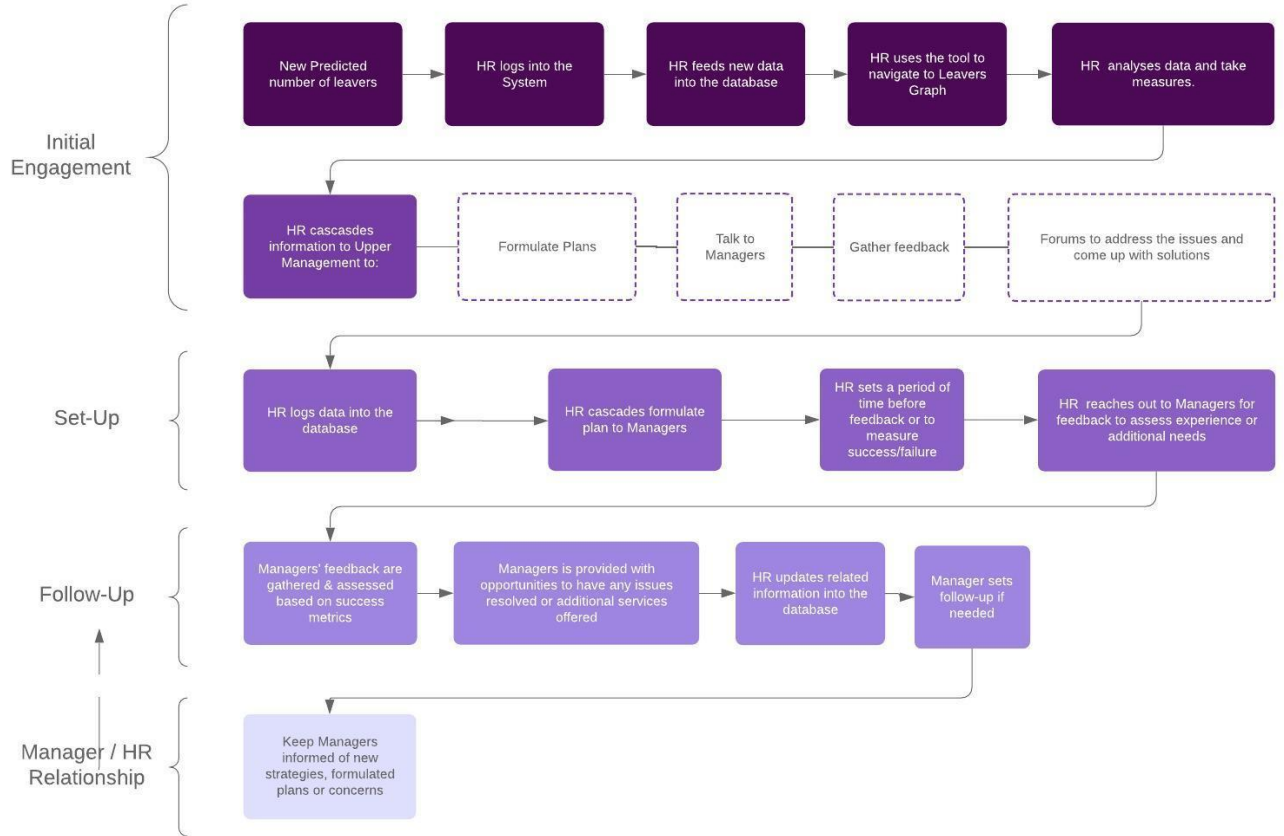 New Predicted
number of leavers
HR logs into the
System
HR feeds new data
into the database
HR uses the tool to
navigate to Leavers
Graph
HR  analyses data and take
measures.
Initial
Engagement
HR cascasdes
information to Upper
Management to:
Formulate Plans
Talk to
Managers
Gather feedback
Forums to address the issues and
come up with solutions
Set-Up
HR logs data into the
database
HR cascades formulate
plan to Managers
HR sets a period of
time before
feedback or to
measure
success/failure
HR  reaches out to Managers for
feedback to assess experience or
additional needs
Follow-Up
Managers' feedback are
gathered & assessed
based on success
metrics
Managers is provided with
opportunities to have any issues
resolved or additional services
offered
HR updates related
information into the
database
Manager sets
follow-up if
needed
Manager / HR
Relationship
Keep Managers
informed of new
strategies, formulated
plans or concerns